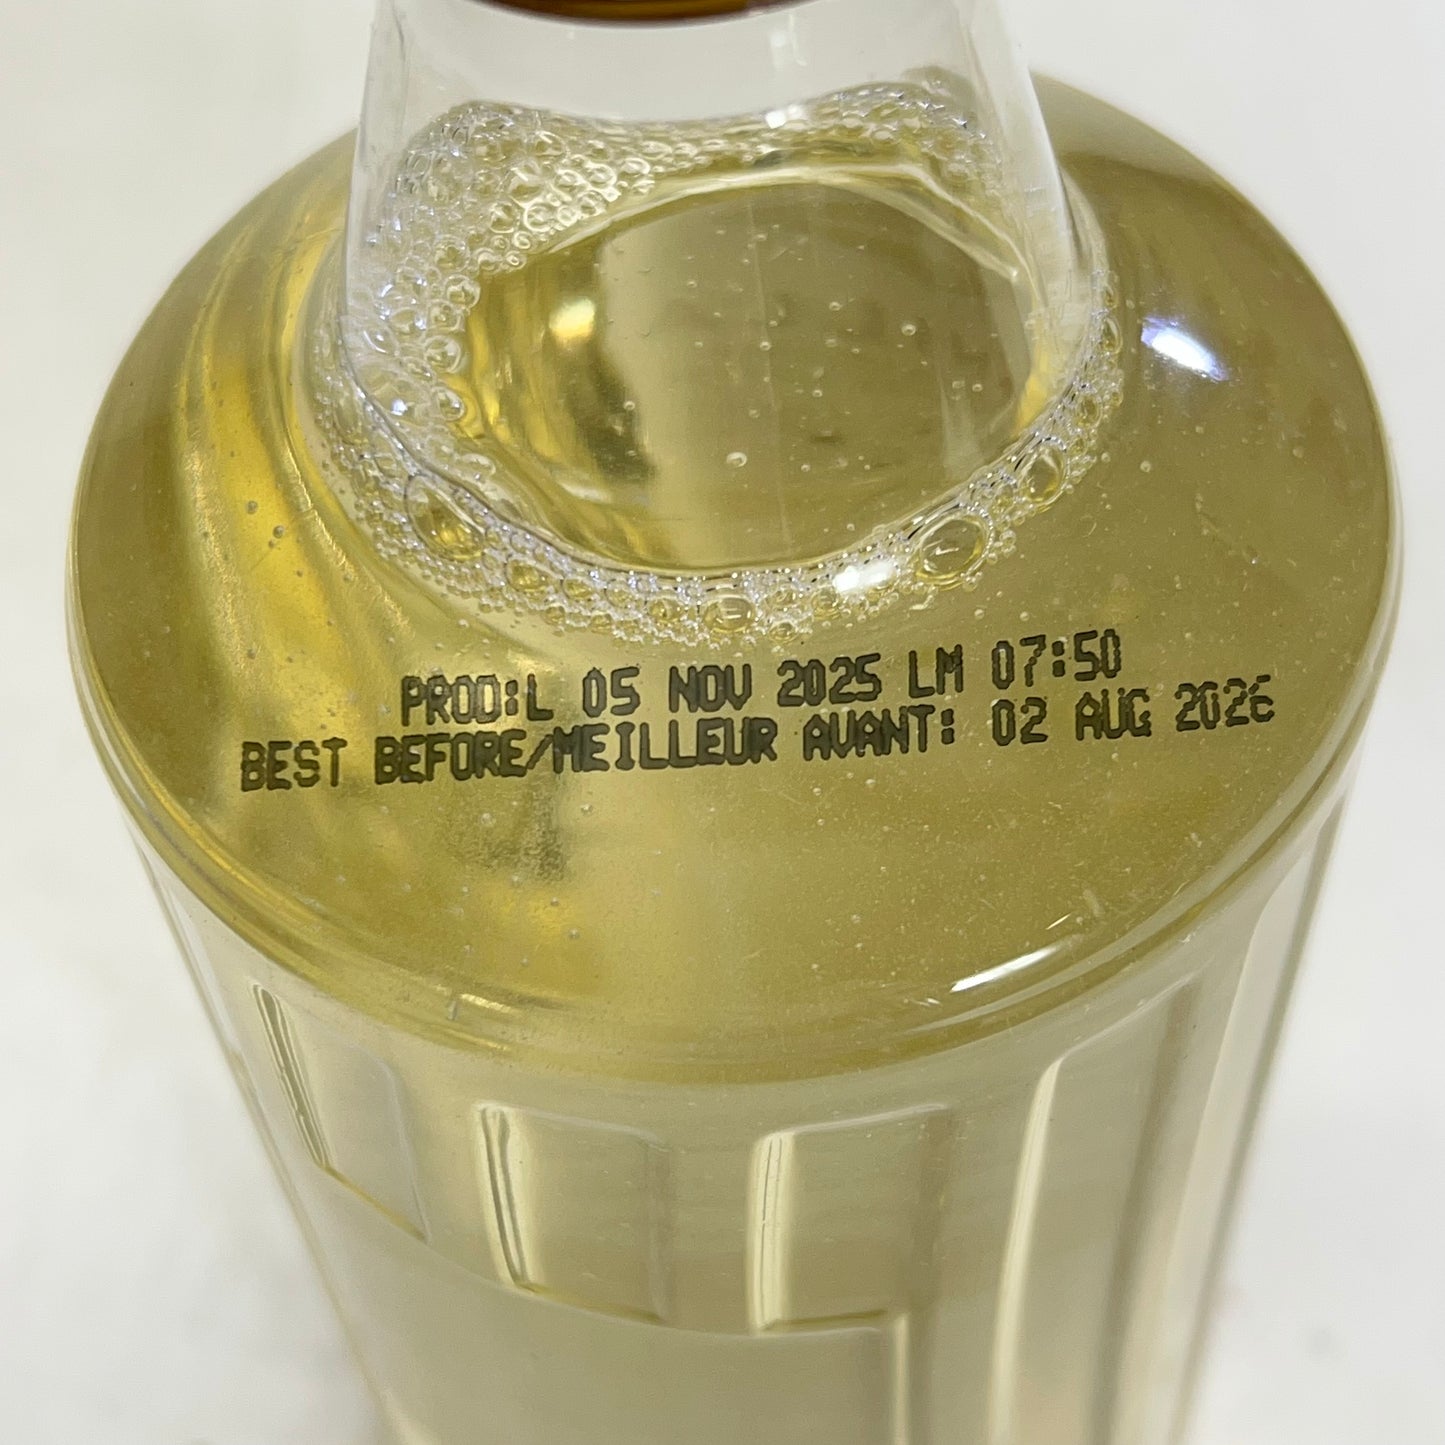 PROD:L 05 NOV 2025 LM 07:50
BEST BEFORE/MEILLEUR AVANT: 02 AUG 2026